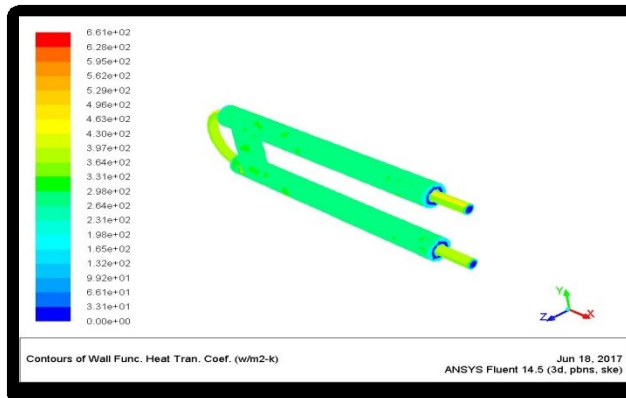 6.61e+02
6.28e+02
5.95e+02
5.62e+02
5.29e+02
4.96e+02
4.63e+02
4.30e+02
3.97e+02
3.64e+02
3.31e+02
2.98e+02
2.64e+02
2.31e+02
1.98e+02
1.65e+02
1.32e+02
9.92e+01
6.61e+01
3.31e+01
0.00e+00
Y
Z X
Contours of Wall Func. Heat Tran. Coef. (w/m2-k) Jun 18, 2017
ANSYS Fluent 14.5 (3d, pbns, ske)